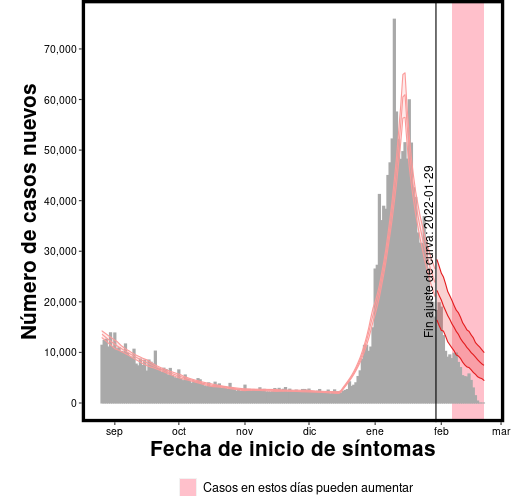 Número de casos nuevos
70,000
60,000
50,000
40,000
30,000
20,000
10,000
0
Fin ajuste de curva: 2022-01-29
sep oct nov dic ene feb mar
Fecha de inicio de síntomas
Casos en estos días pueden aumentar